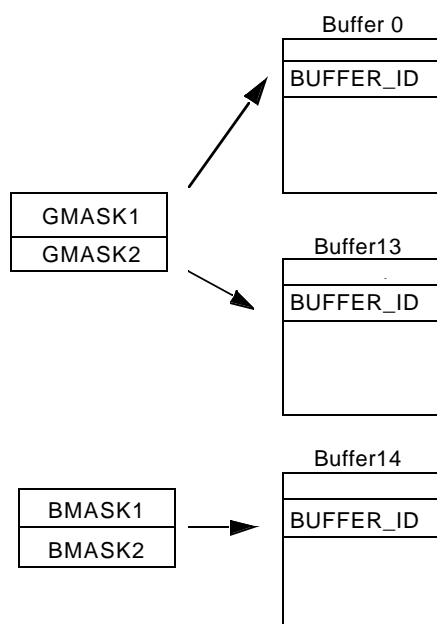 Buffer 0
BUFFER_ID
GMASK1
GMASK2
Buffer13
BUFFER_ID
Buffer14
BMASK1
BUFFER_ID
BMASK2